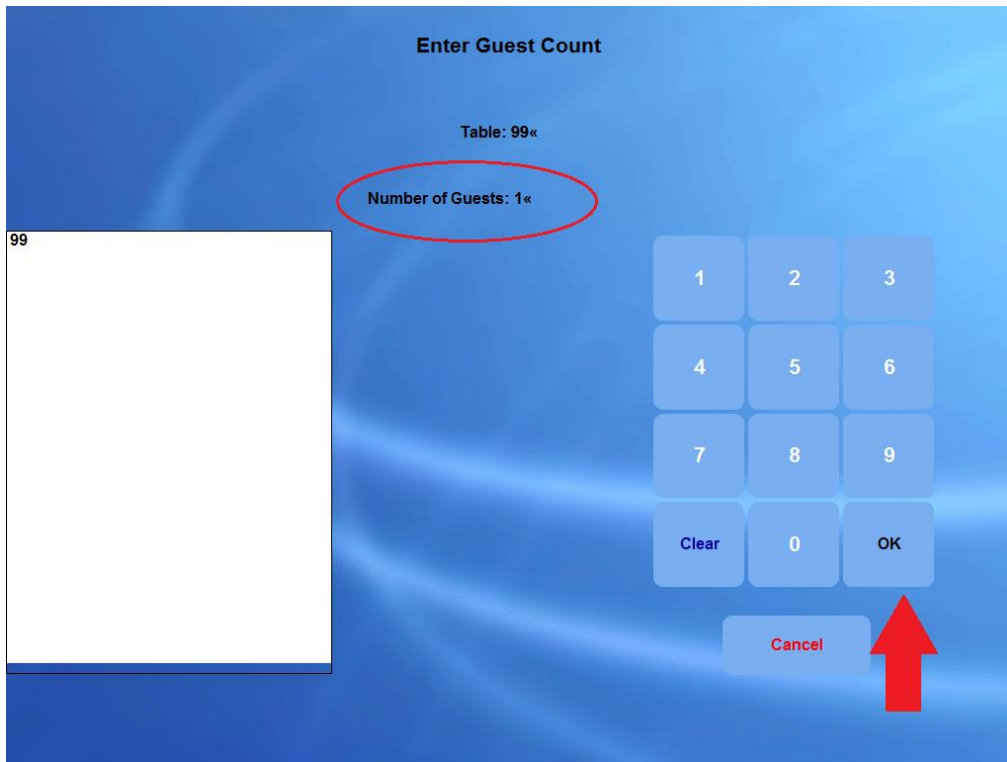 Enter Guest Count
Table: 99«
Number of Guests: 1«
99
1 2 3
4 5 6
7 8 9
Clear 0 OK
Cancel